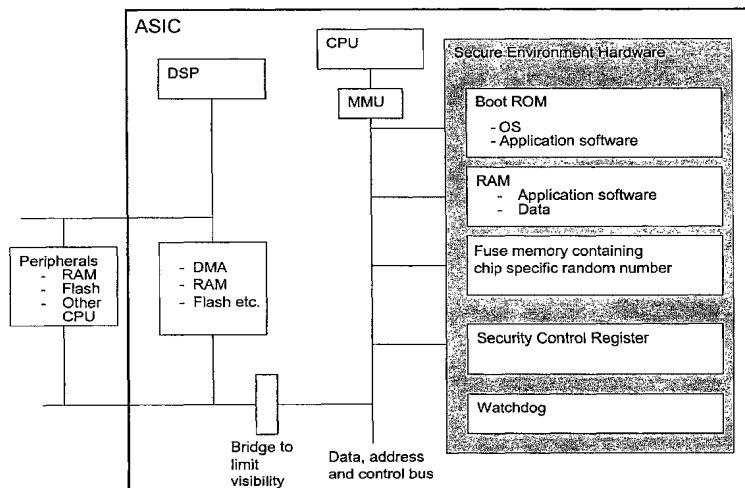 ASIC
CPU
DSP
MMU
Secure Environment Hardware
Boot ROM
- OS
- Application software
RAM
- Application software
- Data
Fuse memory containing
chip specific random number
Security Control Register
Watchdog
Peripherals
- RAM
- Flash
- Other
CPU
- DMA
- RAM
- Flash etc.
Bridge to
limit
visibility
Data, address
and control bus